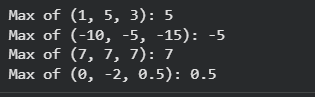 Max of (1, 5, 3): 5
Max of (-10, -5, -15): -5
Max of (7, 7, 7): 7
Max of (0, -2, 0.5): 0.5